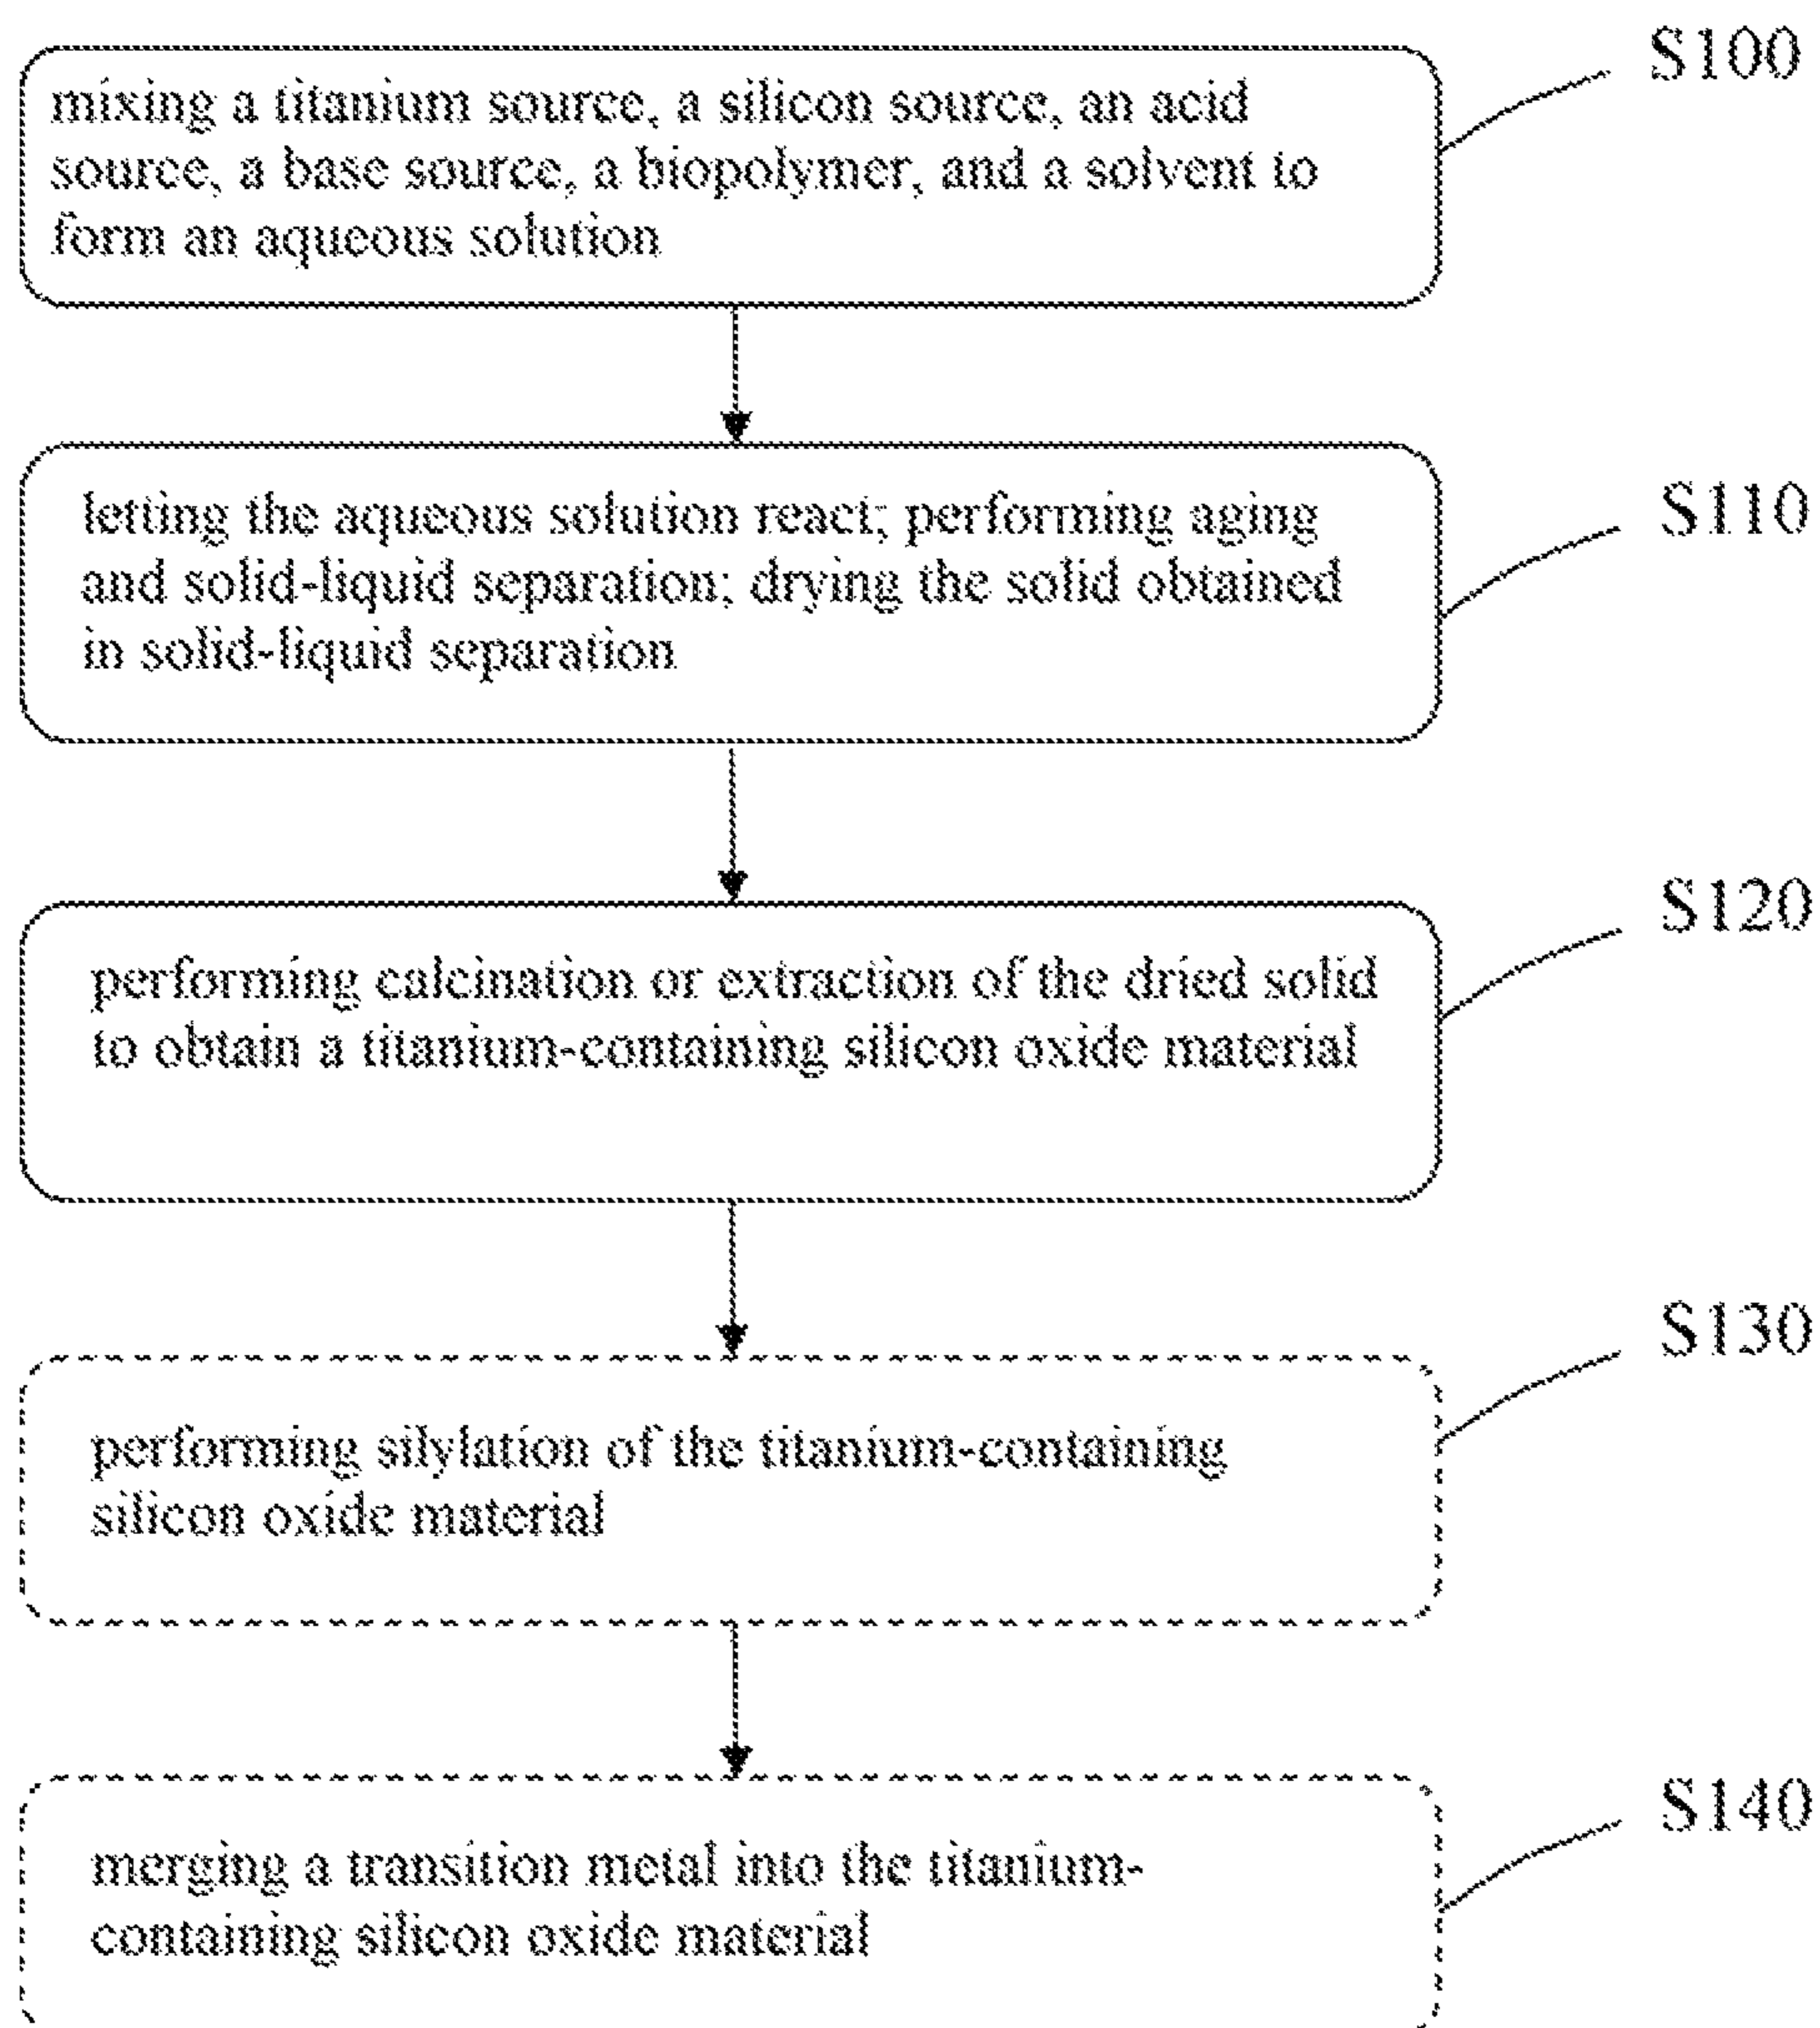 S100
mixing a titanium source, a silicon source, an acid
source, a base source, a biopolymer, and a solvent to
form an aqueous solution
S110
letting the aqueous solution react; performing aging
and solid-liquid separation; drying the solid obtained
in solid-liquid separation
S120
performing calcination or extraction of the dried solid
to obtain a titanium-containing silicon oxide material
S130
performing silylation of the titanium-containing
silicon oxide material
S140
merging a transition metal into the titanium-
containing silicon oxide material